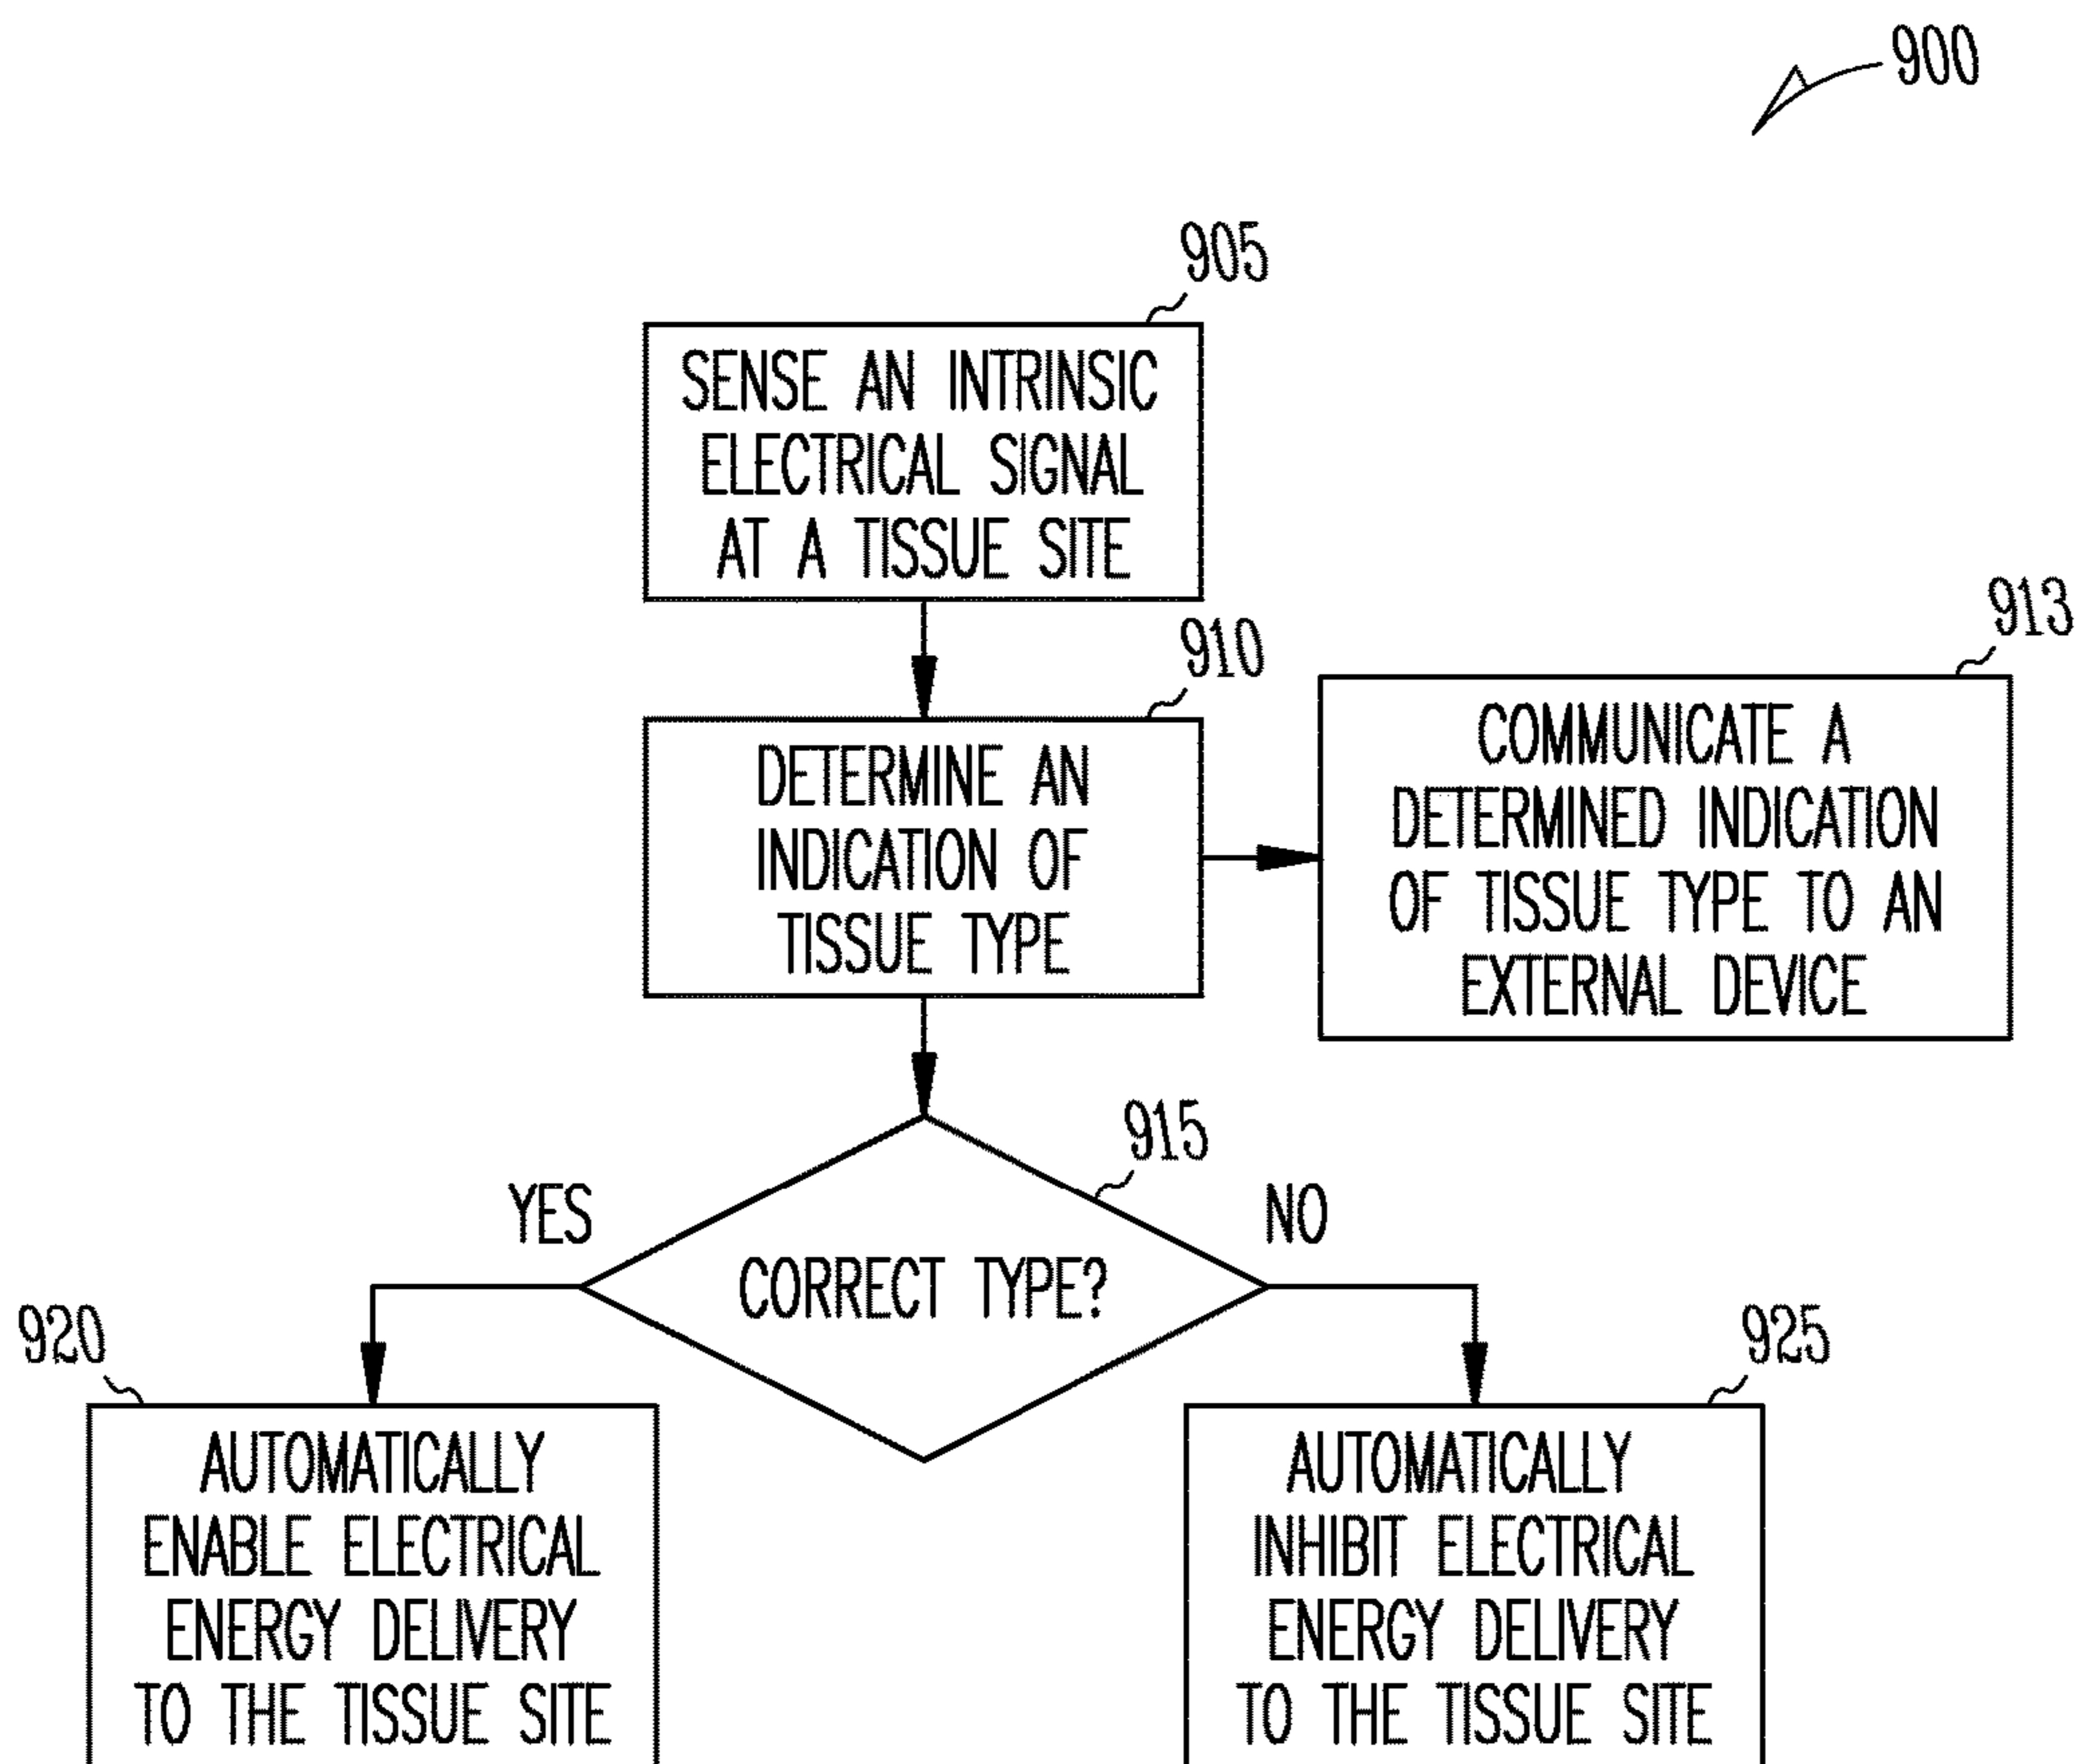 900
905
SENSE AN INTRINSIC
ELECTRICAL SIGNAL
AT A TISSUE SITE
910
DETERMINE AN
INDICATION OF
TISSUE TYPE
913
COMMUNICATE A
DETERMINED INDICATION
OF TISSUE TYPE TO AN
EXTERNAL DEVICE
915
YES
NO
CORRECT TYPE?
920
AUTOMATICALLY
ENABLE ELECTRICAL
ENERGY DELIVERY
TO THE TISSUE SITE
925
AUTOMATICALLY
INHIBIT ELECTRICAL
ENERGY DELIVERY
TO THE TISSUE SITE